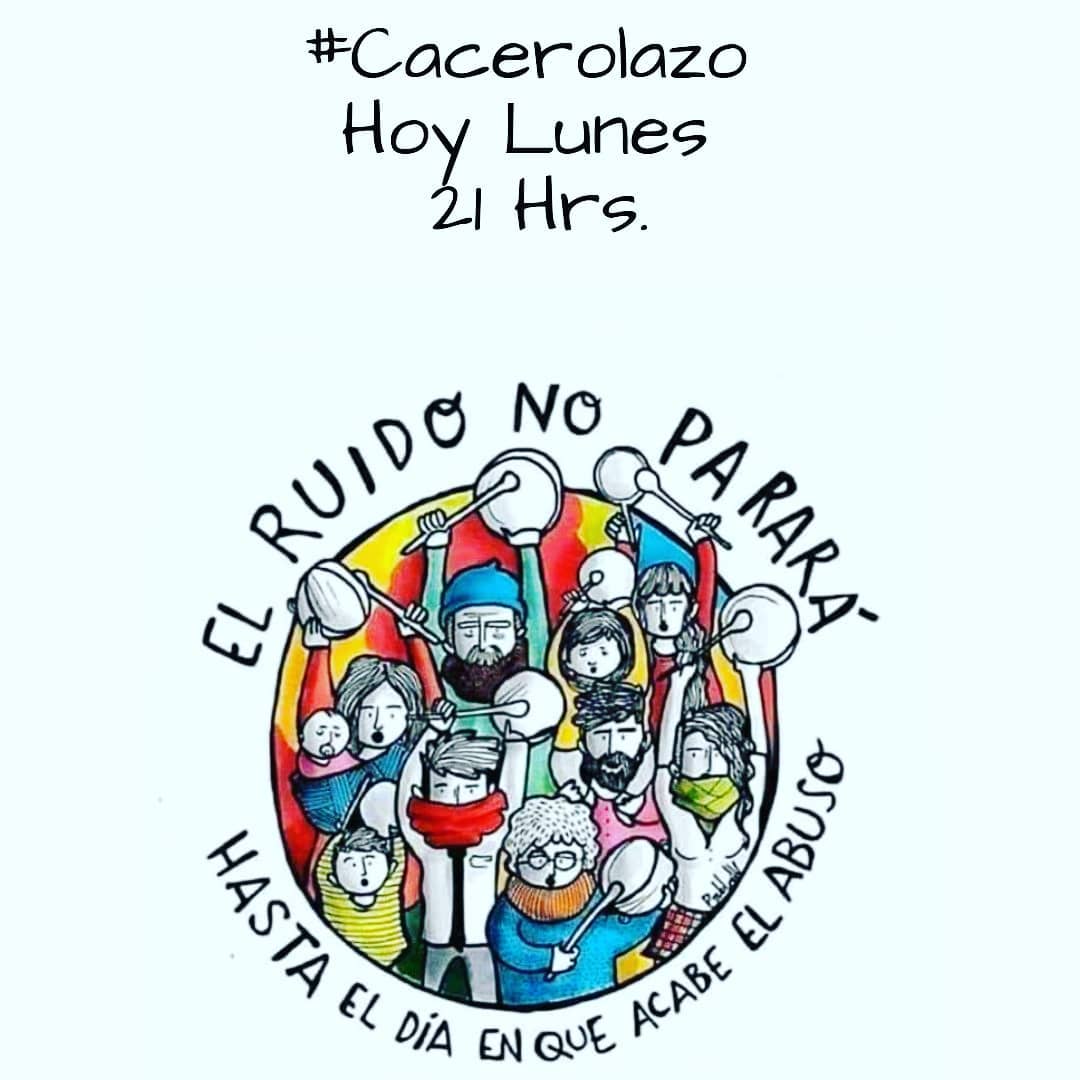 #Cacerolazo
Hoy Lunes
21 Hrs.
EL RUIDO NO PARARÁ
HASTA EL DÍA EN QUE ACABE EL ABUSO